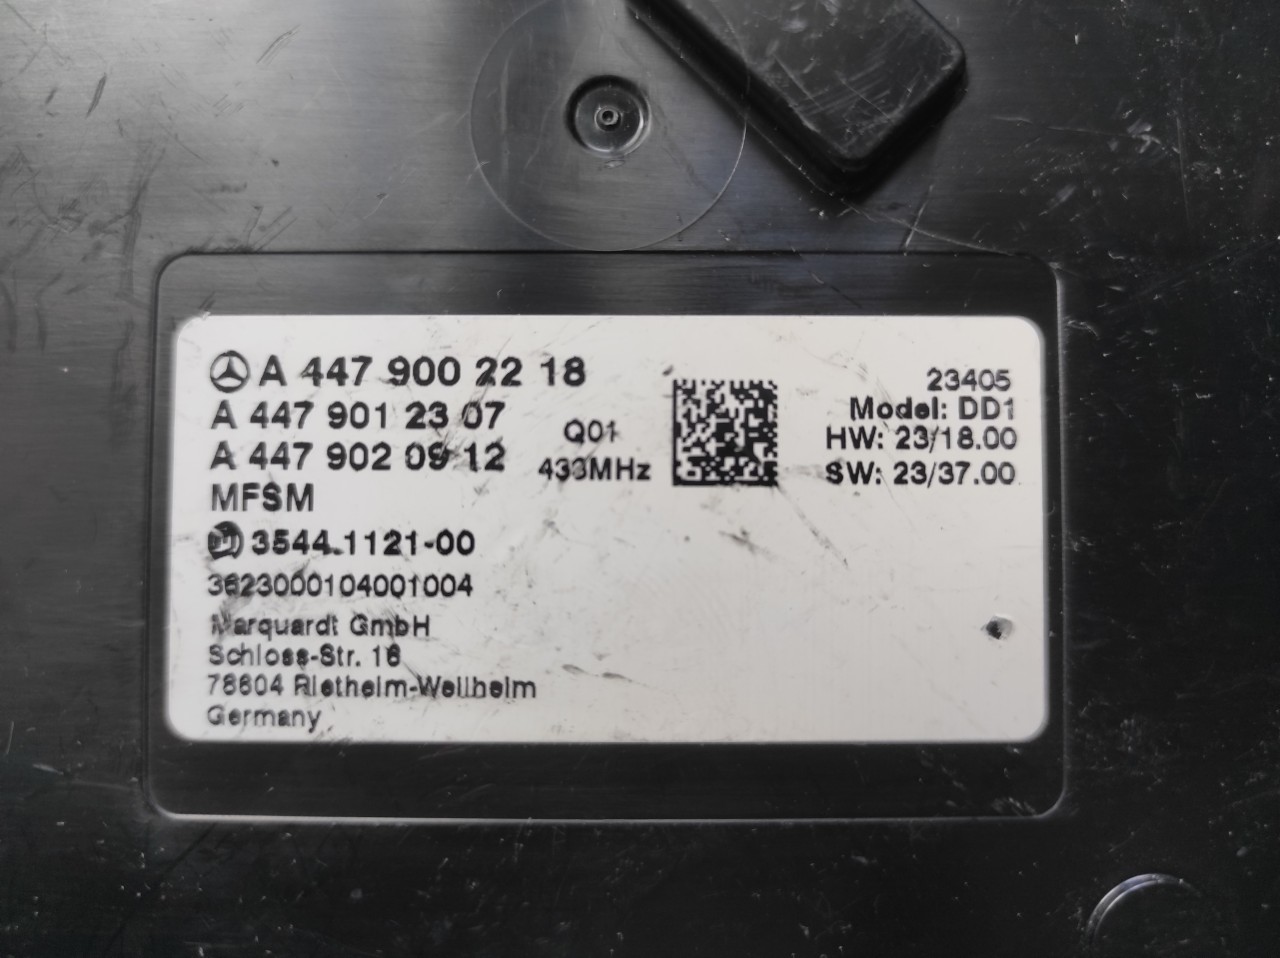 A 447 900 22 18
A 447 901 23 07
A 447 902 09 12
MFSM
3544.1121-00
3623000104001004
Marquardt GmbH
Schloss-Str. 16
78604 Rietheim-Weilheim
Germany
Q01
433MHz
23405
Model: DD1
HW: 23/18.00
SW: 23/37.00